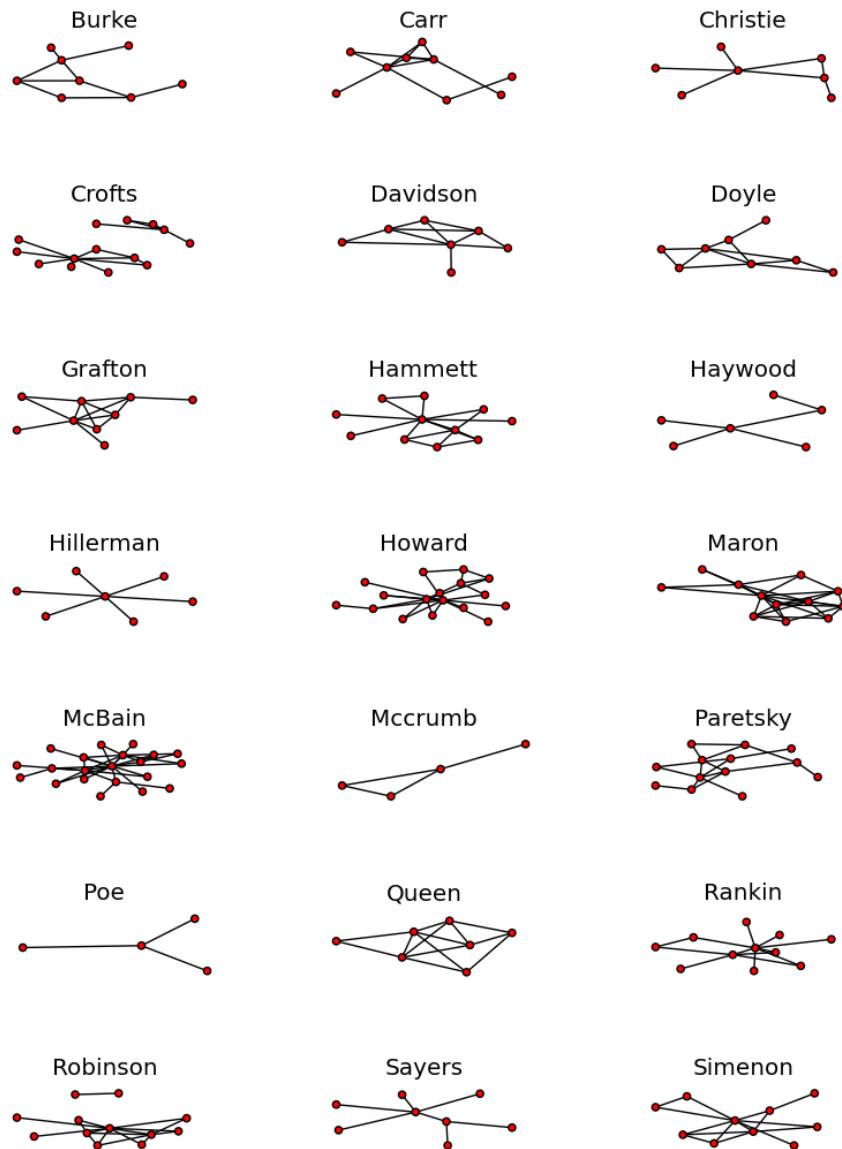 Burke
Carr
Christie
Crofts
Davidson
Doyle
Grafton
Hammett
Haywood
Hillerman
Howard
Maron
McBain
Mccrumb
Paretsky
Poe
Queen
Rankin
Robinson
Sayers
Simenon